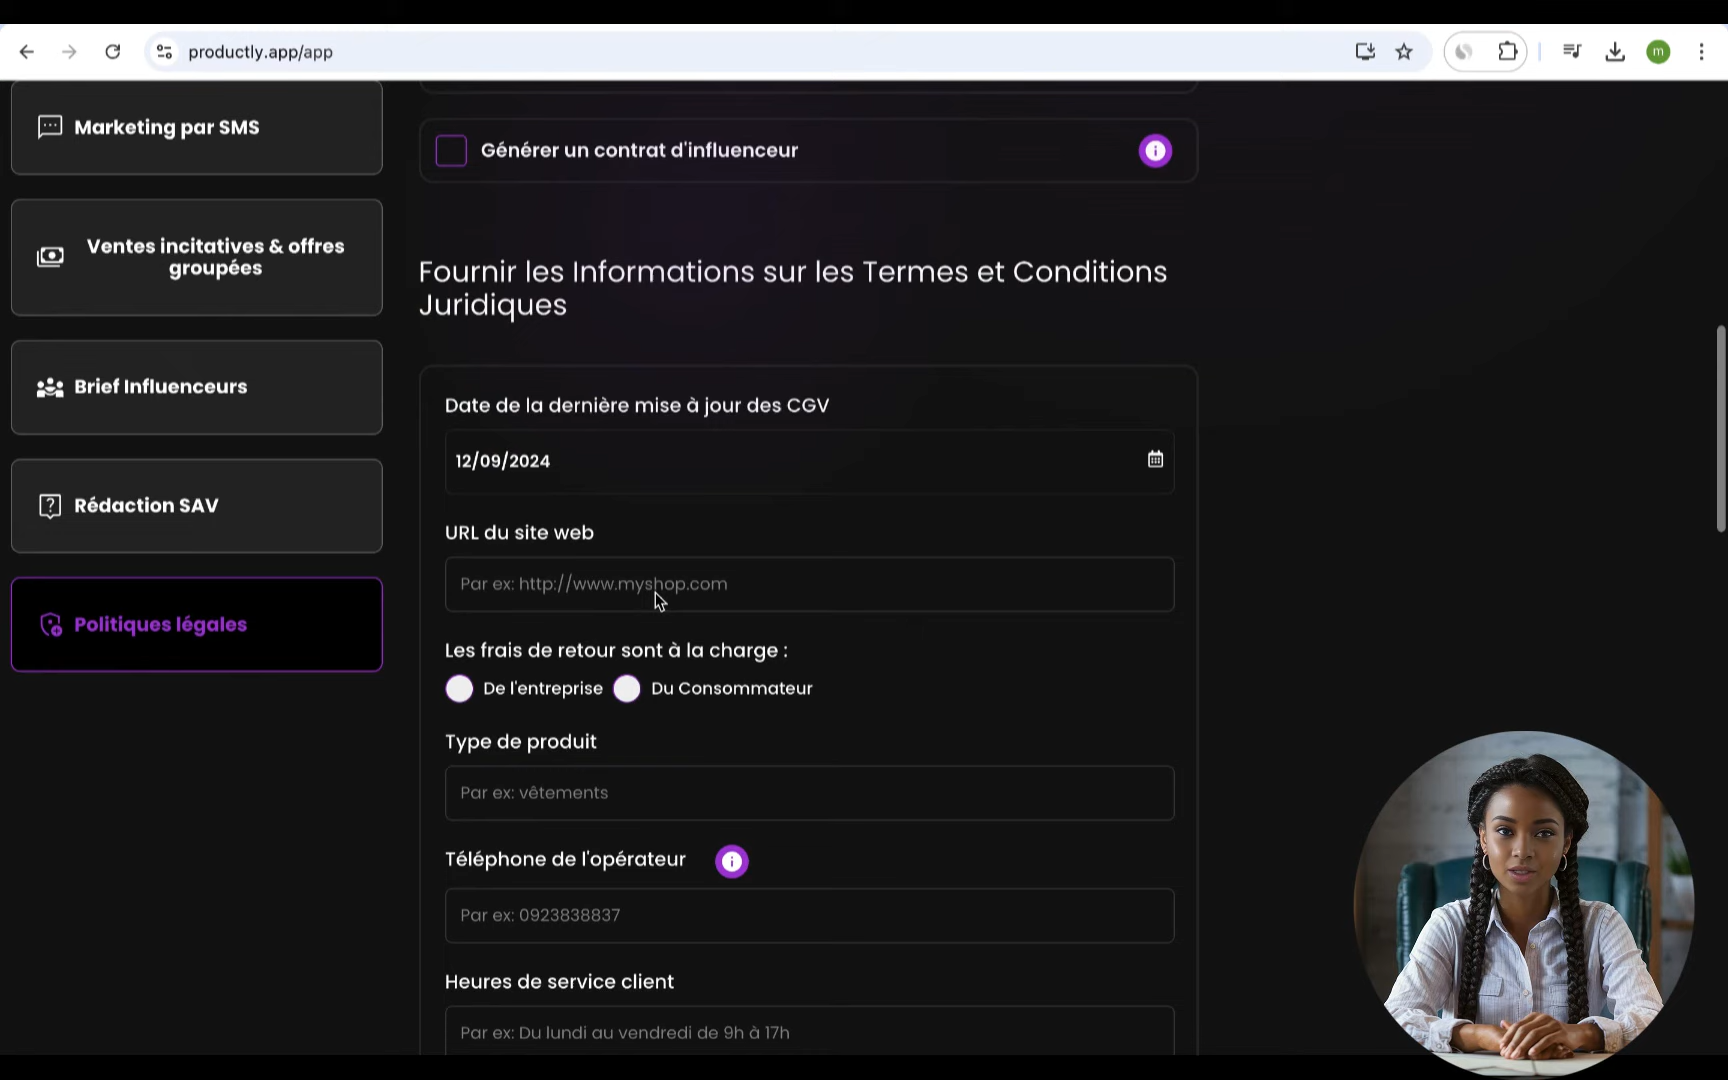 productly.app/app
m
Marketing par SMS
Ventes incitatives & offres
groupées
Brief Influenceurs
Rédaction SAV
Politiques légales
Générer un contrat d'influenceur
Fournir les Informations sur les Termes et Conditions
Juridiques
Date de la dernière mise à jour des CGV
12/09/2024
URL du site web
Par ex: http://www.myshop.com
Les frais de retour sont à la charge :
De l'entreprise Du Consommateur
Type de produit
Par ex: vêtements
Téléphone de l'opérateur
Par ex: 0923838837
Heures de service client
Par ex: Du lundi au vendredi de 9h à 17h